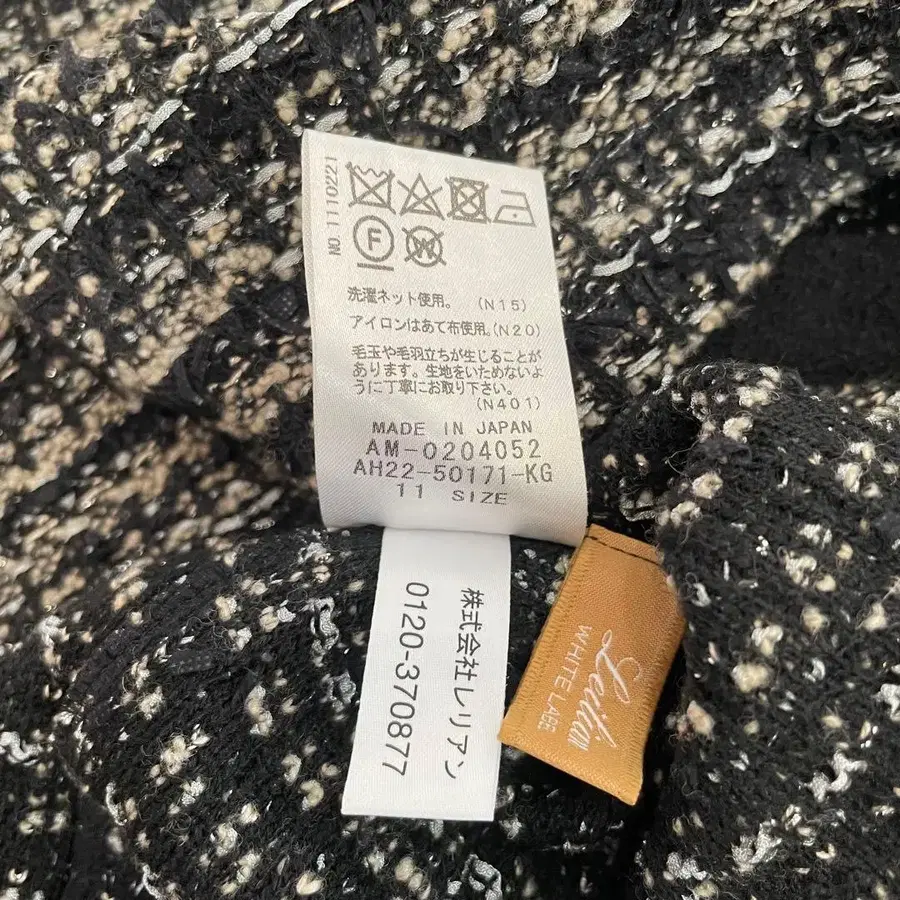 NO. 1110221
F
W
洗濯ネット使用。 (N15)
アイロンはあて布使用。(N20)
毛玉や毛羽立ちが生じることが
あります。生地をいためないよ
うに丁寧にお取り下さい。
(N401)
MADE IN JAPAN
AM-0204052
AH22-50171-KG
11 SIZE
株式会社レリアン
0120-370877
Leilian
WHITE LABE